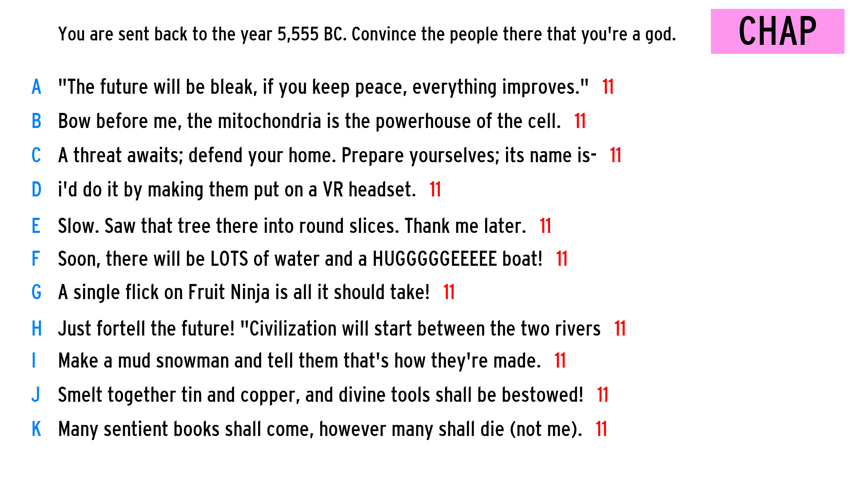 You are sent back to the year 5,555 BC. Convince the people there that you're a god.
CHAP
A "The future will be bleak, if you keep peace, everything improves." 11
B Bow before me, the mitochondria is the powerhouse of the cell. 11
C A threat awaits; defend your home. Prepare yourselves; its name is- 11
D i'd do it by making them put on a VR headset. 11
E Slow. Saw that tree there into round slices. Thank me later. 11
F Soon, there will be LOTS of water and a HUGGGGGEEEEE boat! 11
G A single flick on Fruit Ninja is all it should take! 11
H Just fortell the future! "Civilization will start between the two rivers 11
I Make a mud snowman and tell them that's how they're made. 11
J Smelt together tin and copper, and divine tools shall be bestowed! 11
K Many sentient books shall come, however many shall die (not me). 11